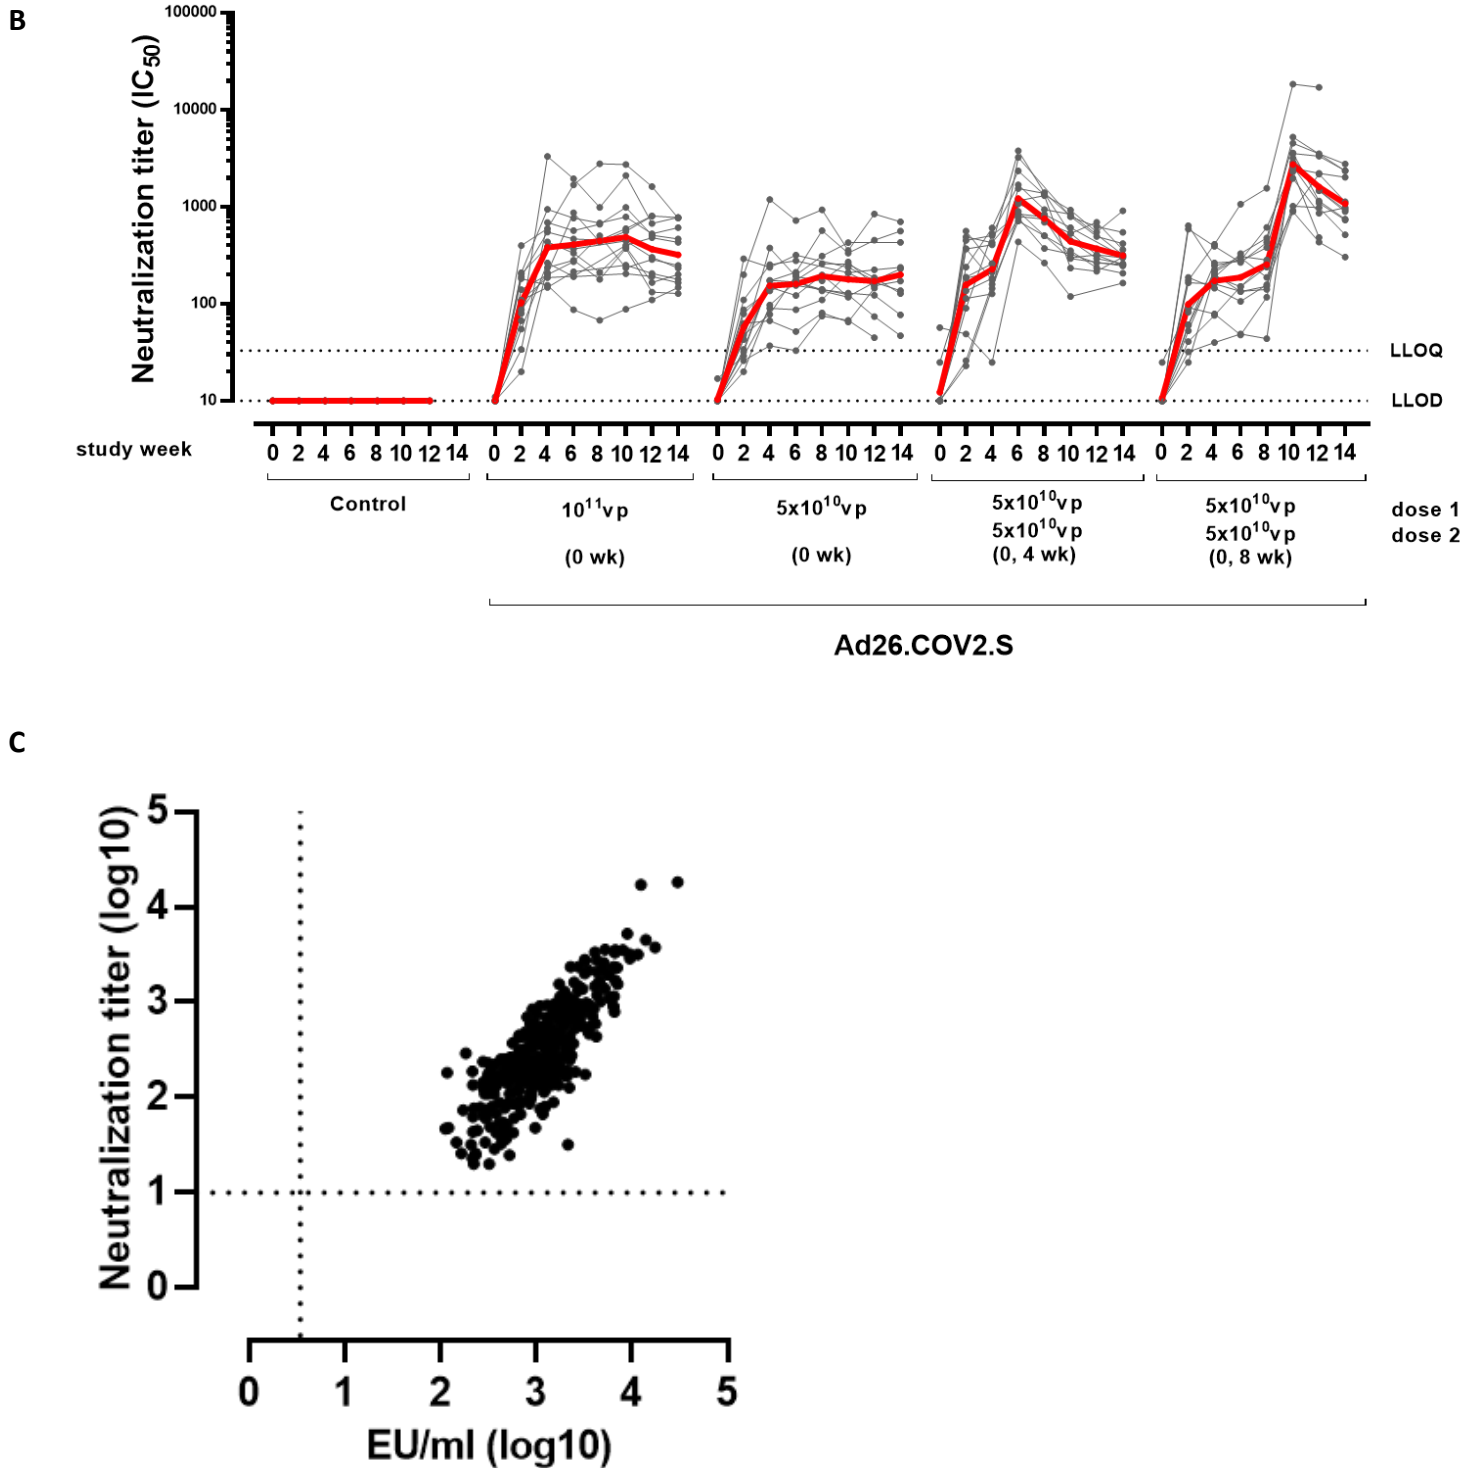 B
Neutralization titer (IC50)
100000
10000
1000
100
10
LLOQ
LLOD
study week
0 2 4 6 8 10 12 14 0 2 4 6 8 10 12 14 0 2 4 6 8 10 12 14 0 2 4 6 8 10 12 14 0 2 4 6 8 10 12 14
Control
10¹¹vp
(0 wk)
5x10¹⁰vp
(0 wk)
5x10¹⁰vp
5x10¹⁰vp
(0, 4 wk)
5x10¹⁰vp
5x10¹⁰vp
(0, 8 wk)
dose 1
dose 2
Ad26.COV2.S
C
Neutralization titer (log10)
5
4
3
2
1
0
0 1 2 3 4 5
EU/ml (log10)